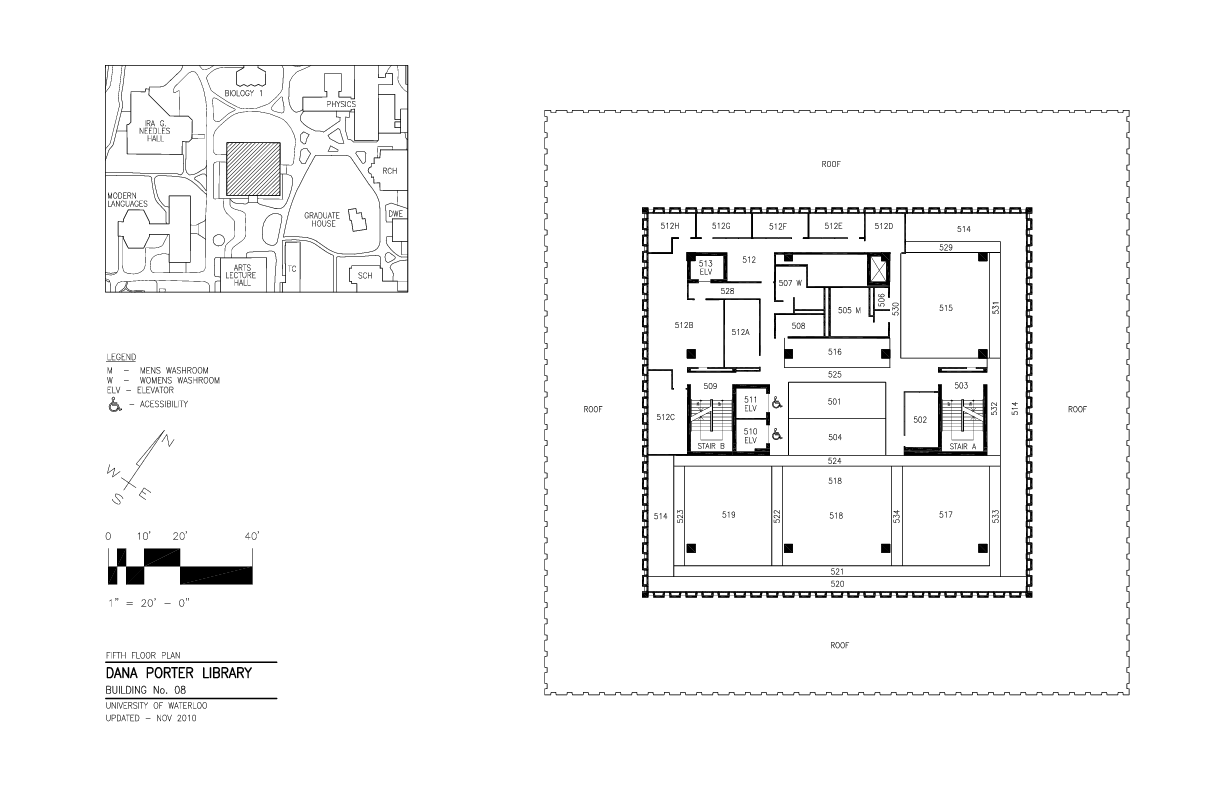 BIOLOGY 1
PHYSICS
IRA G.
NEEDLES
HALL
RCH
MODERN
LANGUAGES
GRADUATE
HOUSE
DWE
ARTS
LECTURE
HALL
TC
SCH
LEGEND
M – MENS WASHROOM
W – WOMENS WASHROOM
ELV – ELEVATOR
– ACESSIBILITY
N
W
E
S
0 10' 20' 40'
1" = 20' – 0"
FIFTH FLOOR PLAN
DANA PORTER LIBRARY
BUILDING No. 08
UNIVERSITY OF WATERLOO
UPDATED – NOV 2010
ROOF
512H 512G 512F 512E 512D 514
529
513
ELV
512
507 W
528
506
530
515
531
505 M
512B
512A
508
516
525
509
503
511
ELV
501
ROOF
512C
502
532
514
ROOF
510
ELV
504
STAIR B
STAIR A
524
518
514
523
519
522
518
534
517
533
521
520
ROOF